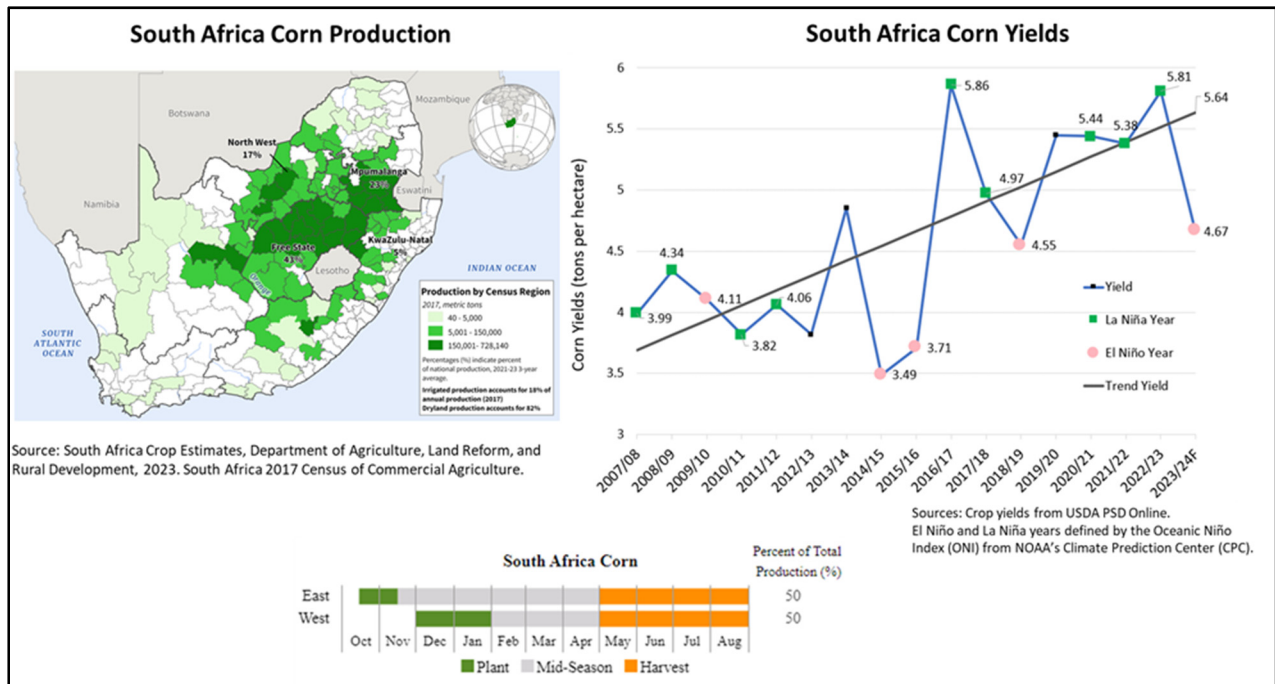 South Africa Corn Production
Botswana
Mozambique
North West
17%
Mpumalanga
23%
Eswatini
Namibia
KwaZulu-Natal
5%
Free State
43%
Lesotho
Orange
INDIAN OCEAN
SOUTH
ATLANTIC
OCEAN
Production by Census Region
2017, metric tons
40 - 5,000
5,001 - 150,000
150,001- 728,140
Percentages (%) indicate percent
of national production, 2021-23 3-year
average.
Irrigated production accounts for 18% of
annual production (2017)
Dryland production accounts for 82%
Source: South Africa Crop Estimates, Department of Agriculture, Land Reform, and
Rural Development, 2023. South Africa 2017 Census of Commercial Agriculture.
South Africa Corn Yields
Corn Yields (tons per hectare)
6
5.5
5
4.5
4
3.5
3
3.99
4.34
4.11
3.82
4.06
3.49
3.71
5.86
4.97
4.55
5.44
5.38
5.81
5.64
4.67
Yield
La Niña Year
El Niño Year
Trend Yield
2007/08
2008/09
2009/10
2010/11
2011/12
2012/13
2013/14
2014/15
2015/16
2016/17
2017/18
2018/19
2019/20
2020/21
2021/22
2022/23
2023/24F
Sources: Crop yields from USDA PSD Online.
El Niño and La Niña years defined by the Oceanic Niño
Index (ONI) from NOAA's Climate Prediction Center (CPC).
South Africa Corn
Percent of Total
Production (%)
East 50
West 50
Oct Nov Dec Jan Feb Mar Apr May Jun Jul Aug
Plant Mid-Season Harvest